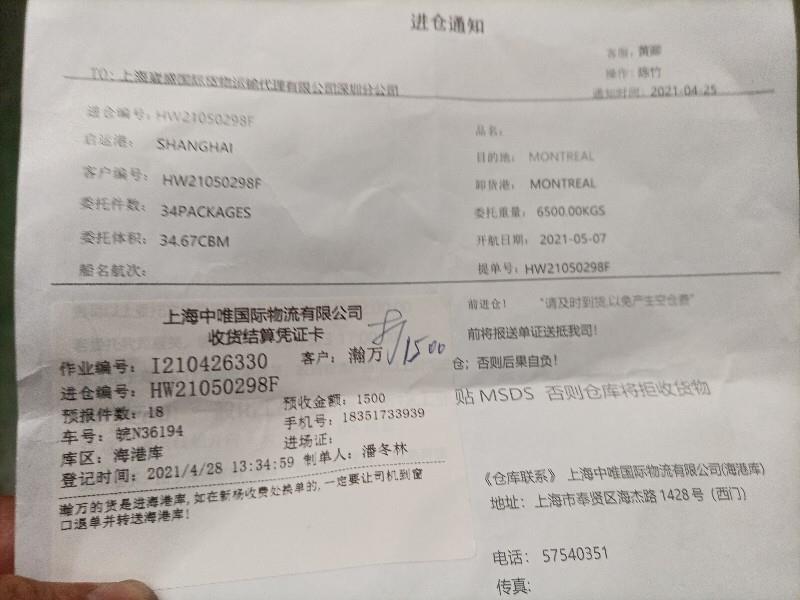 进仓通知
客服: 黄卿
操作: 陈竹
TO: 上海崴盛国际货物运输代理有限公司深圳分公司
通知时间: 2021-04-25
进仓编号: HW21050298F
品名:
启运港: SHANGHAI
目的地: MONTREAL
客户编号: HW21050298F
卸货港: MONTREAL
委托件数: 34PACKAGES
委托重量: 6500.00KGS
委托体积: 34.67CBM
开航日期: 2021-05-07
船名航次:
提单号: HW21050298F
前进仓! "请及时到货,以免产生空仓费"
前将报送单证送抵我司!
仓; 否则后果自负!
贴 MSDS 否则仓库将拒收货物
上海中唯国际物流有限公司
收货结算凭证卡
1500
作业编号: I210426330
客户: 瀚万
进仓编号: HW21050298F
预报件数: 18
预收金额: 1500
车号: 皖N36194
手机号: 18351733939
库区: 海港库
进场证:
登记时间: 2021/4/28 13:34:59 制单人: 潘冬林
瀚万的货是进海港库,如在新杨收费处换单的,一定要让司机到窗
口退单并转送海港库!
《仓库联系》 上海中唯国际物流有限公司(海港库)
地址: 上海市奉贤区海杰路 1428 号 (西门)
电话: 57540351
传真: